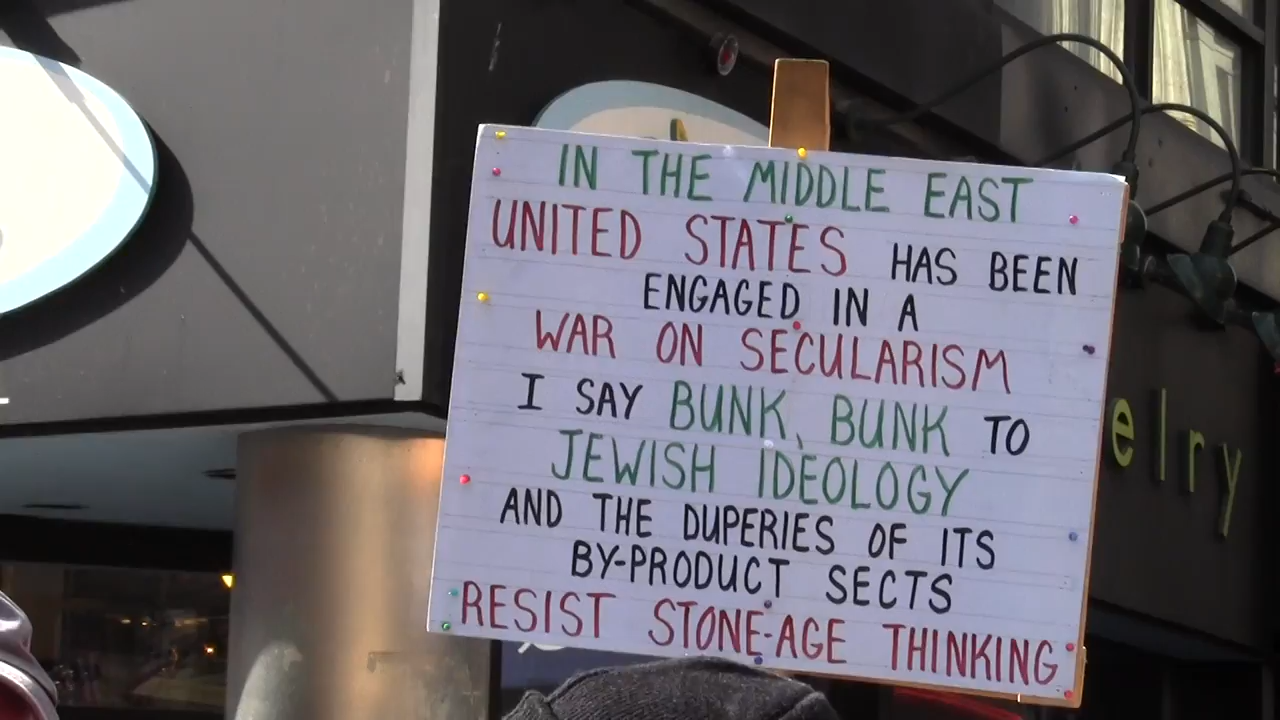 IN THE MIDDLE EAST
UNITED STATES HAS BEEN
ENGAGED IN A
WAR ON SECULARISM
I SAY BUNK, BUNK TO
JEWISH IDEOLOGY
AND THE DUPERIES OF ITS
BY-PRODUCT SECTS
RESIST STONE-AGE THINKING
elry